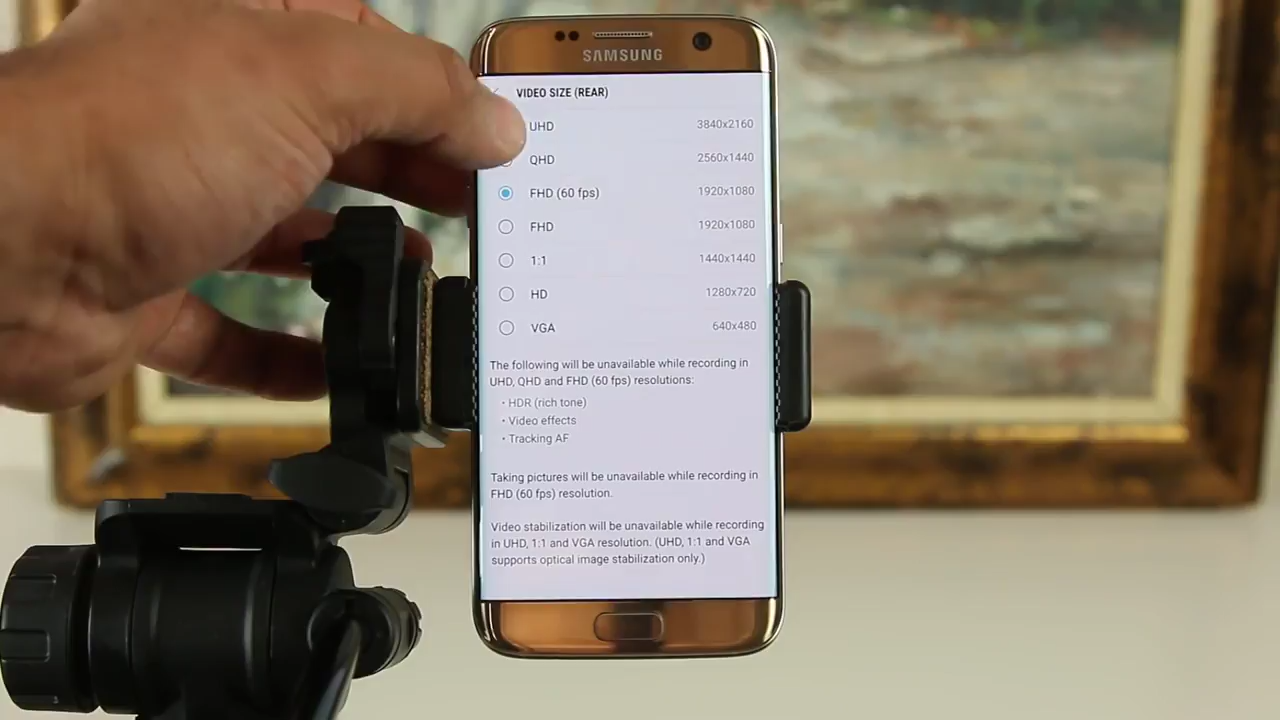 SAMSUNG
VIDEO SIZE (REAR)
UHD 3840x2160
QHD 2560x1440
FHD (60 fps) 1920x1080
FHD 1920x1080
1:1 1440x1440
HD 1280x720
VGA 640x480
The following will be unavailable while recording in
UHD, QHD and FHD (60 fps) resolutions:
• HDR (rich tone)
• Video effects
• Tracking AF
Taking pictures will be unavailable while recording in
FHD (60 fps) resolution.
Video stabilization will be unavailable while recording
in UHD, 1:1 and VGA resolution. (UHD, 1:1 and VGA
supports optical image stabilization only.)